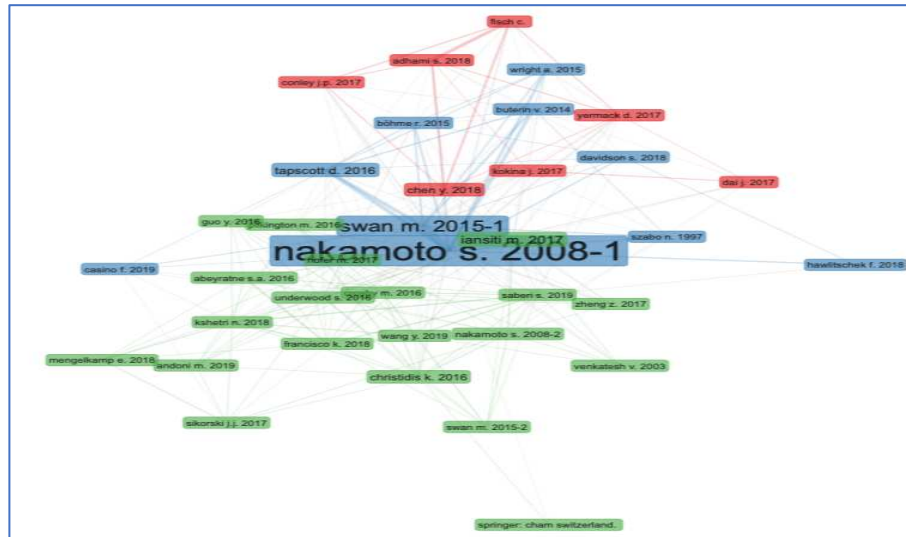 fisch c.
adhami s. 2018
wright a. 2015
conley j.p. 2017
buterin v. 2014
yermack d. 2017
böhme r. 2015
davidson s. 2018
tapscott d. 2016
kokina j. 2017
dai j. 2017
chen y. 2018
guo y. 2016
pilkington m. 2016
swan m. 2015-1
iansiti m. 2017
szabo n. 1997
nakamoto s. 2008-1
hofer m. 2017
casino f. 2019
hawlitschek f. 2018
abeyratne s.a. 2016
underwood s. 2016
m. 2016
saberi s. 2019
zheng z. 2017
kshetri n. 2018
wang y. 2019
nakamoto s. 2008-2
francisco k. 2018
mengelkamp e. 2018
andoni m. 2019
venkatesh v. 2003
christidis k. 2016
sikorski j.j. 2017
swan m. 2015-2
springer: cham switzerland.